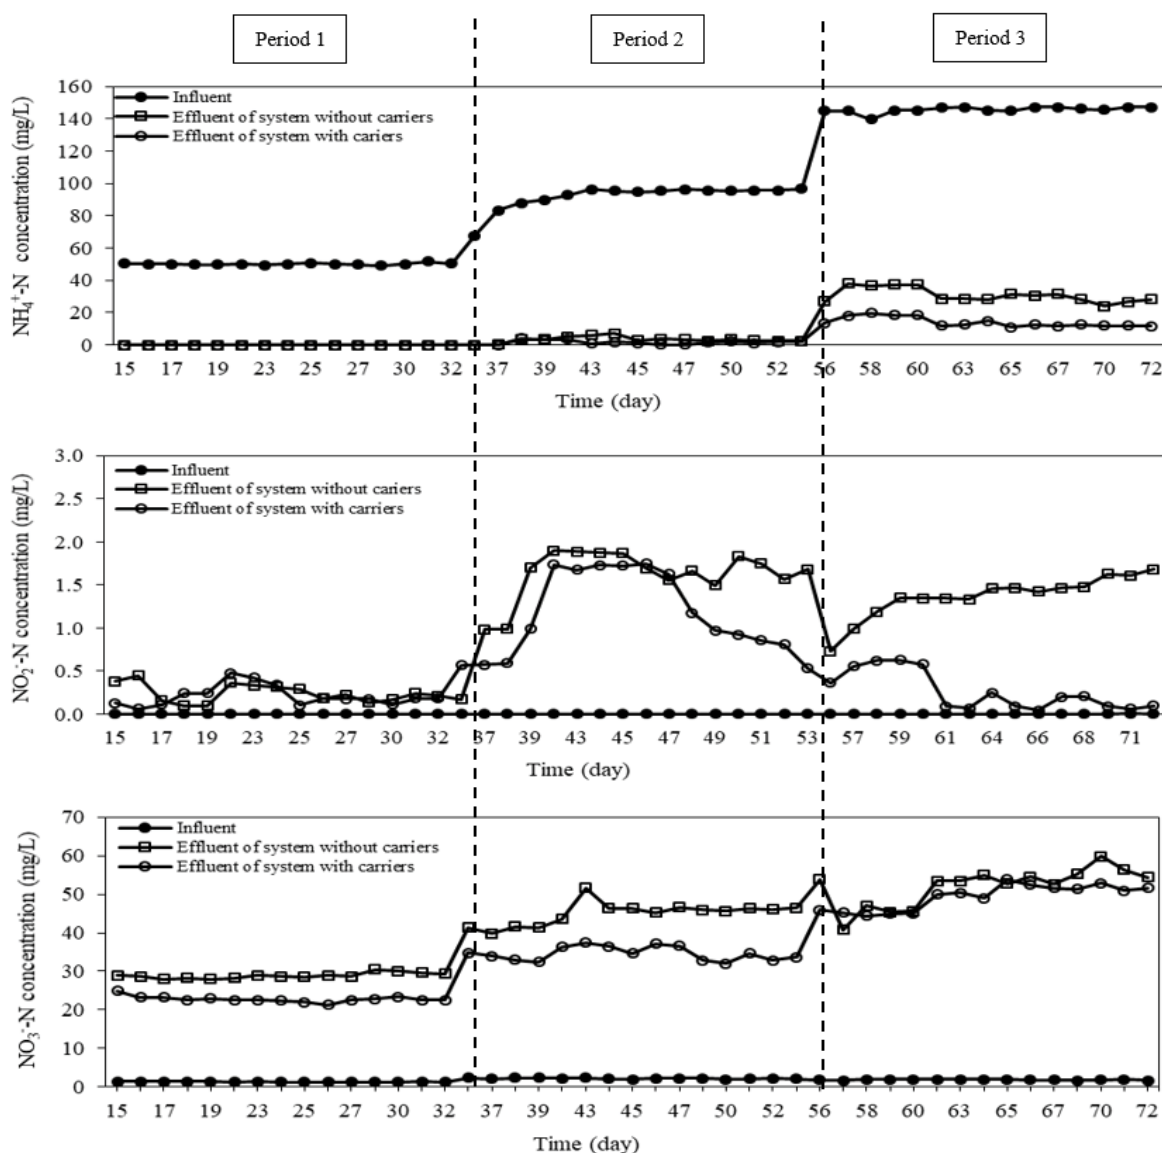 Period 1
Period 2
Period 3
NH₄⁺-N concentration (mg/L)
160
140
120
100
80
60
40
20
0
Influent
Effluent of system without cariers
Effluent of system with cariers
15 17 19 23 25 27 30 32 37 39 43 45 47 50 52 56 58 60 63 65 67 70 72
Time (day)
NO₂⁻-N concentration (mg/L)
3.0
2.5
2.0
1.5
1.0
0.5
0.0
Influent
Effluent of system without cariers
Effluent of system with carriers
15 17 19 23 25 27 30 32 37 39 43 45 47 49 51 53 57 59 61 64 66 68 71
Time (day)
NO₃⁻-N concentration (mg/L)
70
60
50
40
30
20
10
0
Influent
Effluent of system without carriers
Effluent of system with carriers
15 17 19 23 25 27 30 32 37 39 43 45 47 50 52 56 58 60 63 65 67 70 72
Time (day)